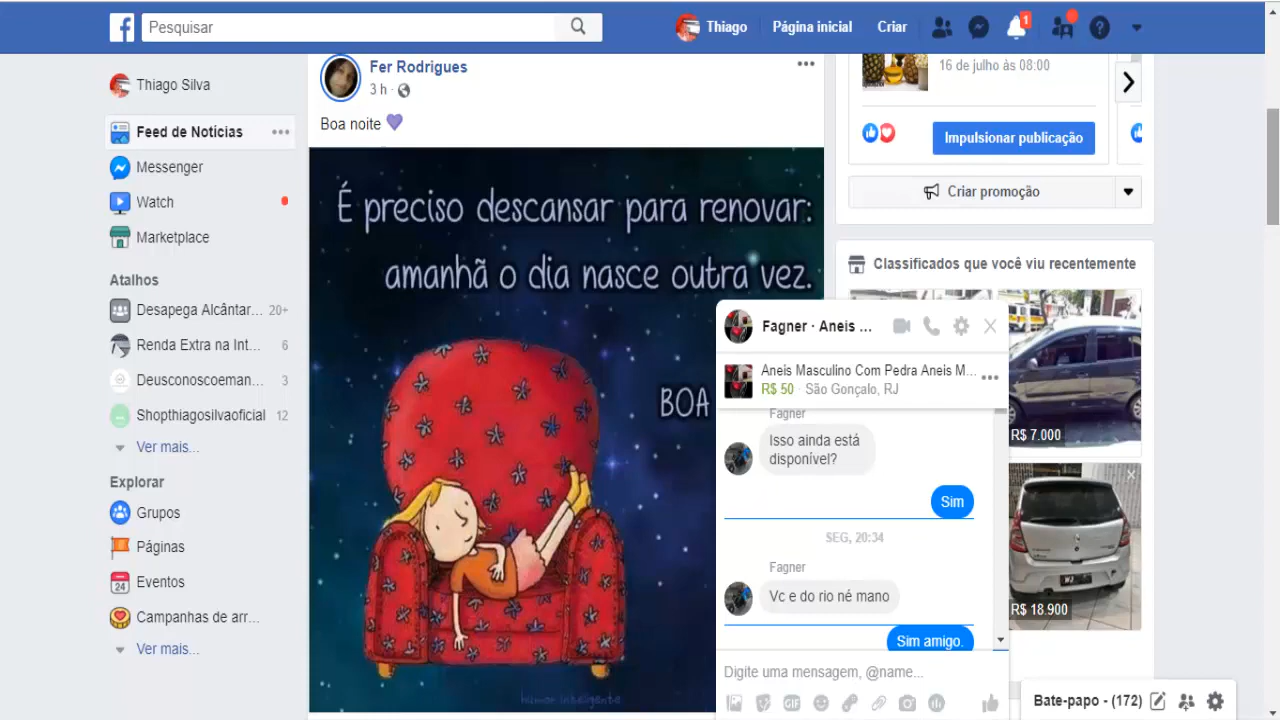 Pesquisar
Thiago
Página inicial
Criar
1
Thiago Silva
Feed de Notícias
Messenger
Watch
Marketplace
Atalhos
Desapega Alcântar... 20+
Renda Extra na Int... 6
Deusconoscoeman... 3
Shopthiagosilvaoficial 12
Ver mais...
Explorar
Grupos
Páginas
24 Eventos
Campanhas de arr...
Ver mais...
Fer Rodrigues
3 h
Boa noite 💜
É preciso descansar para renovar:
amanhã o dia nasce outra vez.
BOA
human inteligente
16 de julho às 08:00
Impulsionar publicação
Criar promoção
Classificados que você viu recentemente
R$ 7.000
R$ 18.900
Fagner · Aneis ...
Aneis Masculino Com Pedra Aneis M...
R$ 50 · São Gonçalo, RJ
Fagner
Isso ainda está
disponível?
Sim
SEG, 20:34
Fagner
Vc e do rio né mano
Sim amigo.
Digite uma mensagem, @name...
GIF
Bate-papo - (172)